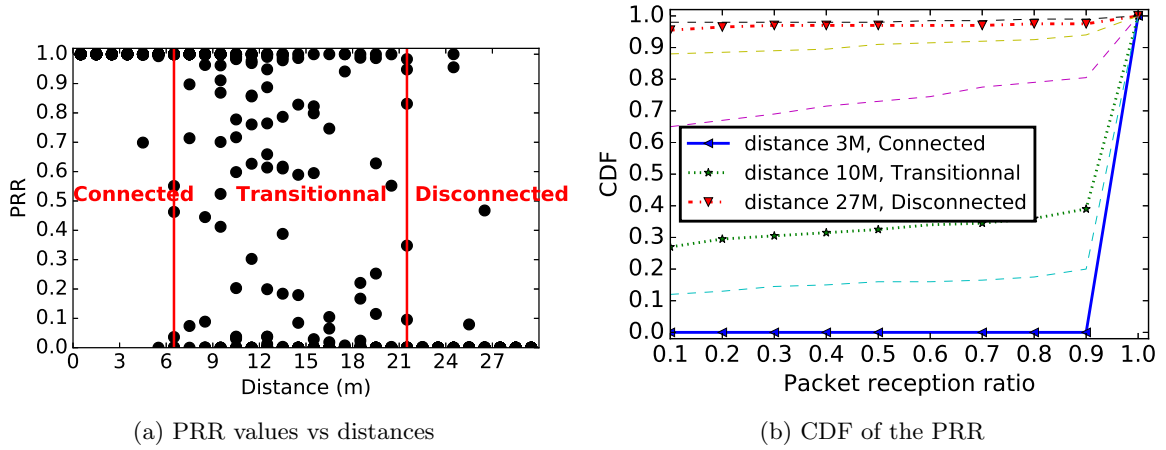 1.0
0.9
0.8
0.7
0.6
0.5
0.4
0.3
0.2
0.1
0.0
PRR
Connected Transitionnal Disconnected
0 3 6 9 12 15 18 21 24 27
Distance (m)
(a) PRR values vs distances
1.0
0.9
0.8
0.7
0.6
0.5
0.4
0.3
0.2
0.1
0.0
CDF
distance 3M, Connected
distance 10M, Transitionnal
distance 27M, Disconnected
0.1 0.2 0.3 0.4 0.5 0.6 0.7 0.8 0.9 1.0
Packet reception ratio
(b) CDF of the PRR